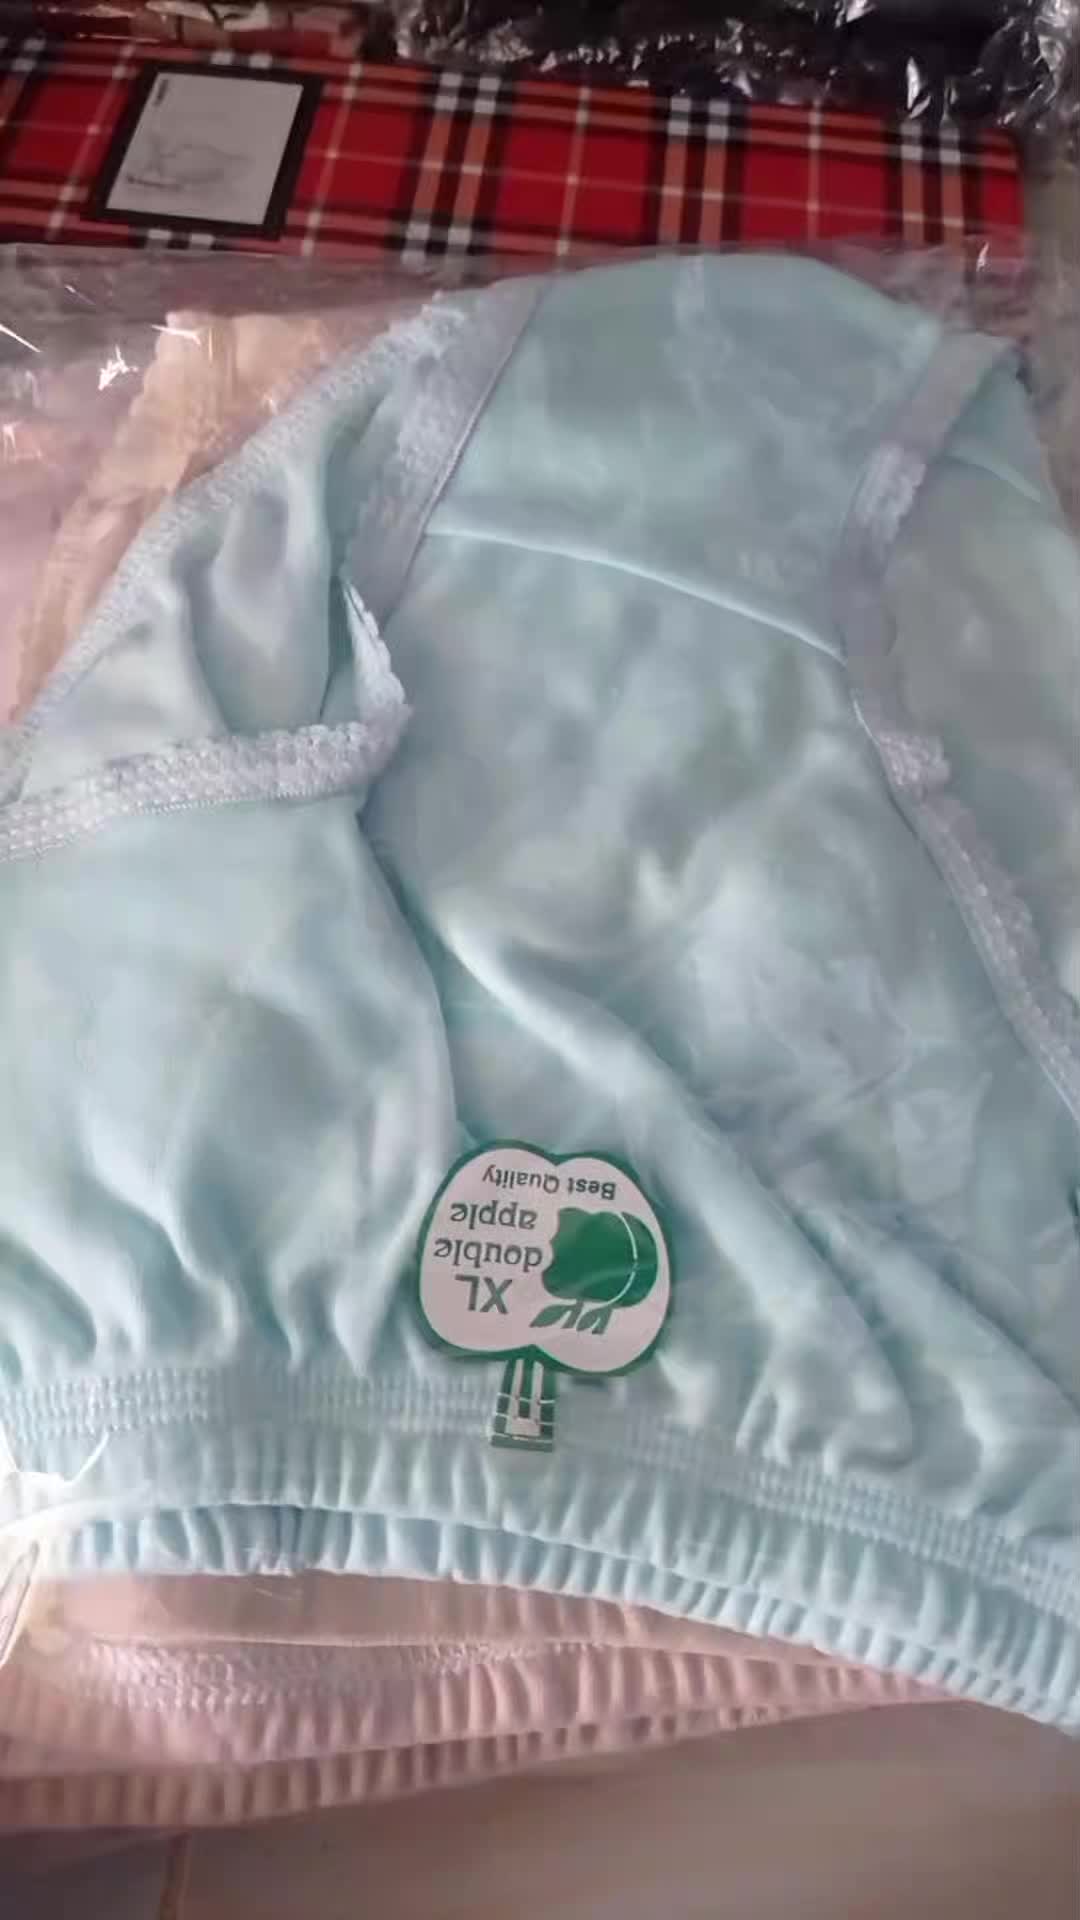 XL
double
apple
Best Quality